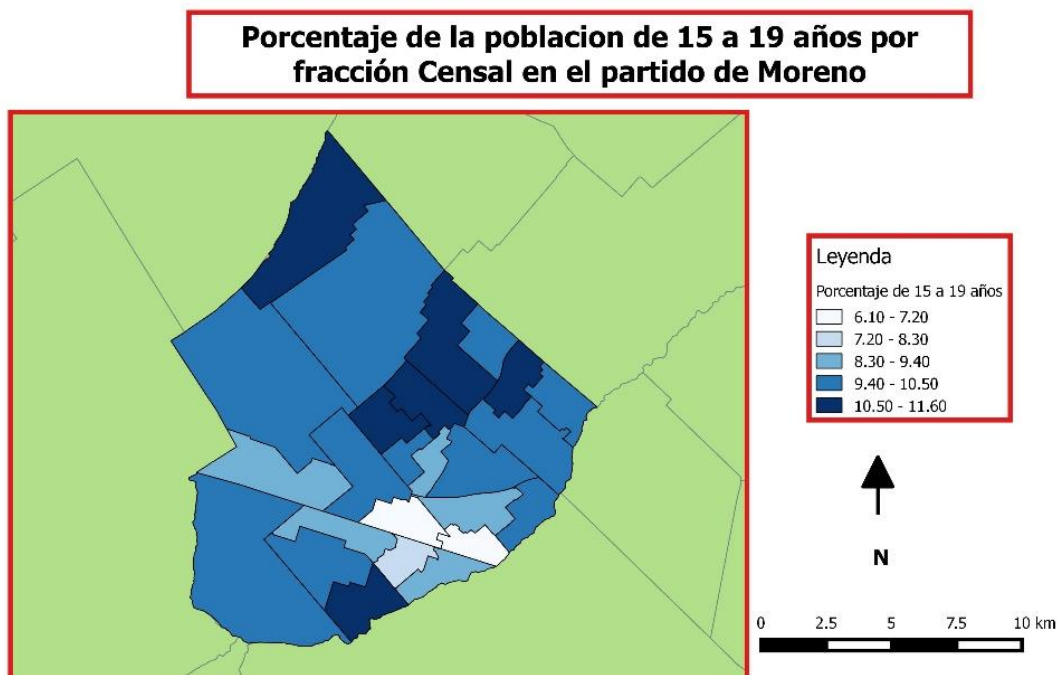 Porcentaje de la poblacion de 15 a 19 años por
fracción Censal en el partido de Moreno
Leyenda
Porcentaje de 15 a 19 años
6.10 - 7.20
7.20 - 8.30
8.30 - 9.40
9.40 - 10.50
10.50 - 11.60
N
0 2.5 5 7.5 10 km